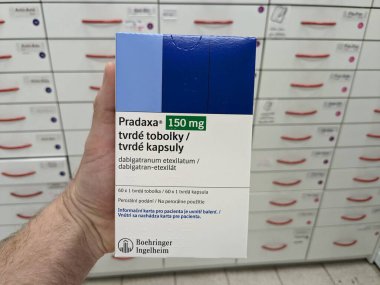 Pradaxa® 150 mg
tvrdé tobolky /
tvrdé kapsuly
dabigatranum etexilatum /
dabigatran-etexilát
60 x 1 tvrdá tobolka / 60 x 1 tvrdá kapsula
Perorální podání / Na perorálne použitie
Informační karta pro pacienta je uvnitř balení. /
Vnútri sa nachádza karta pre pacienta.
Boehringer
Ingelheim